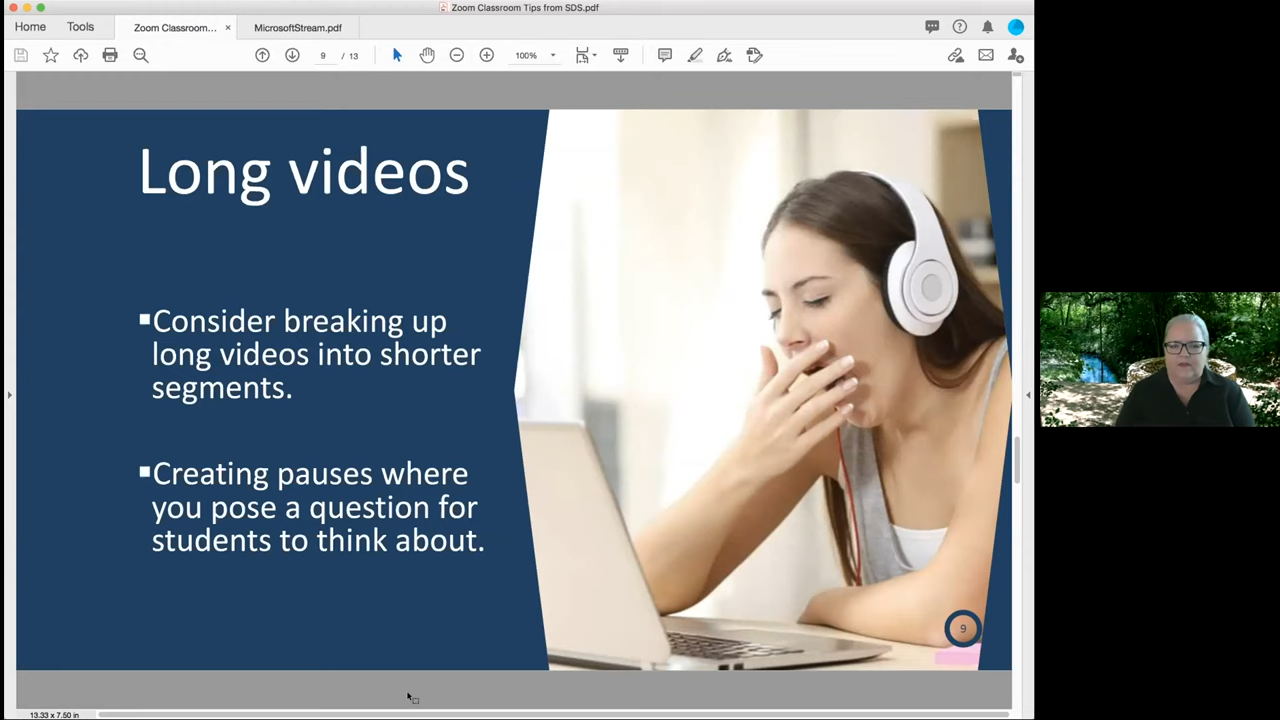 Zoom Classroom Tips from SDS.pdf
Home Tools Zoom Classroom... × MicrosoftStream.pdf
9 / 13 100%
Long videos
▪Consider breaking up
long videos into shorter
segments.
▪Creating pauses where
you pose a question for
students to think about.
9
13.33 x 7.50 in